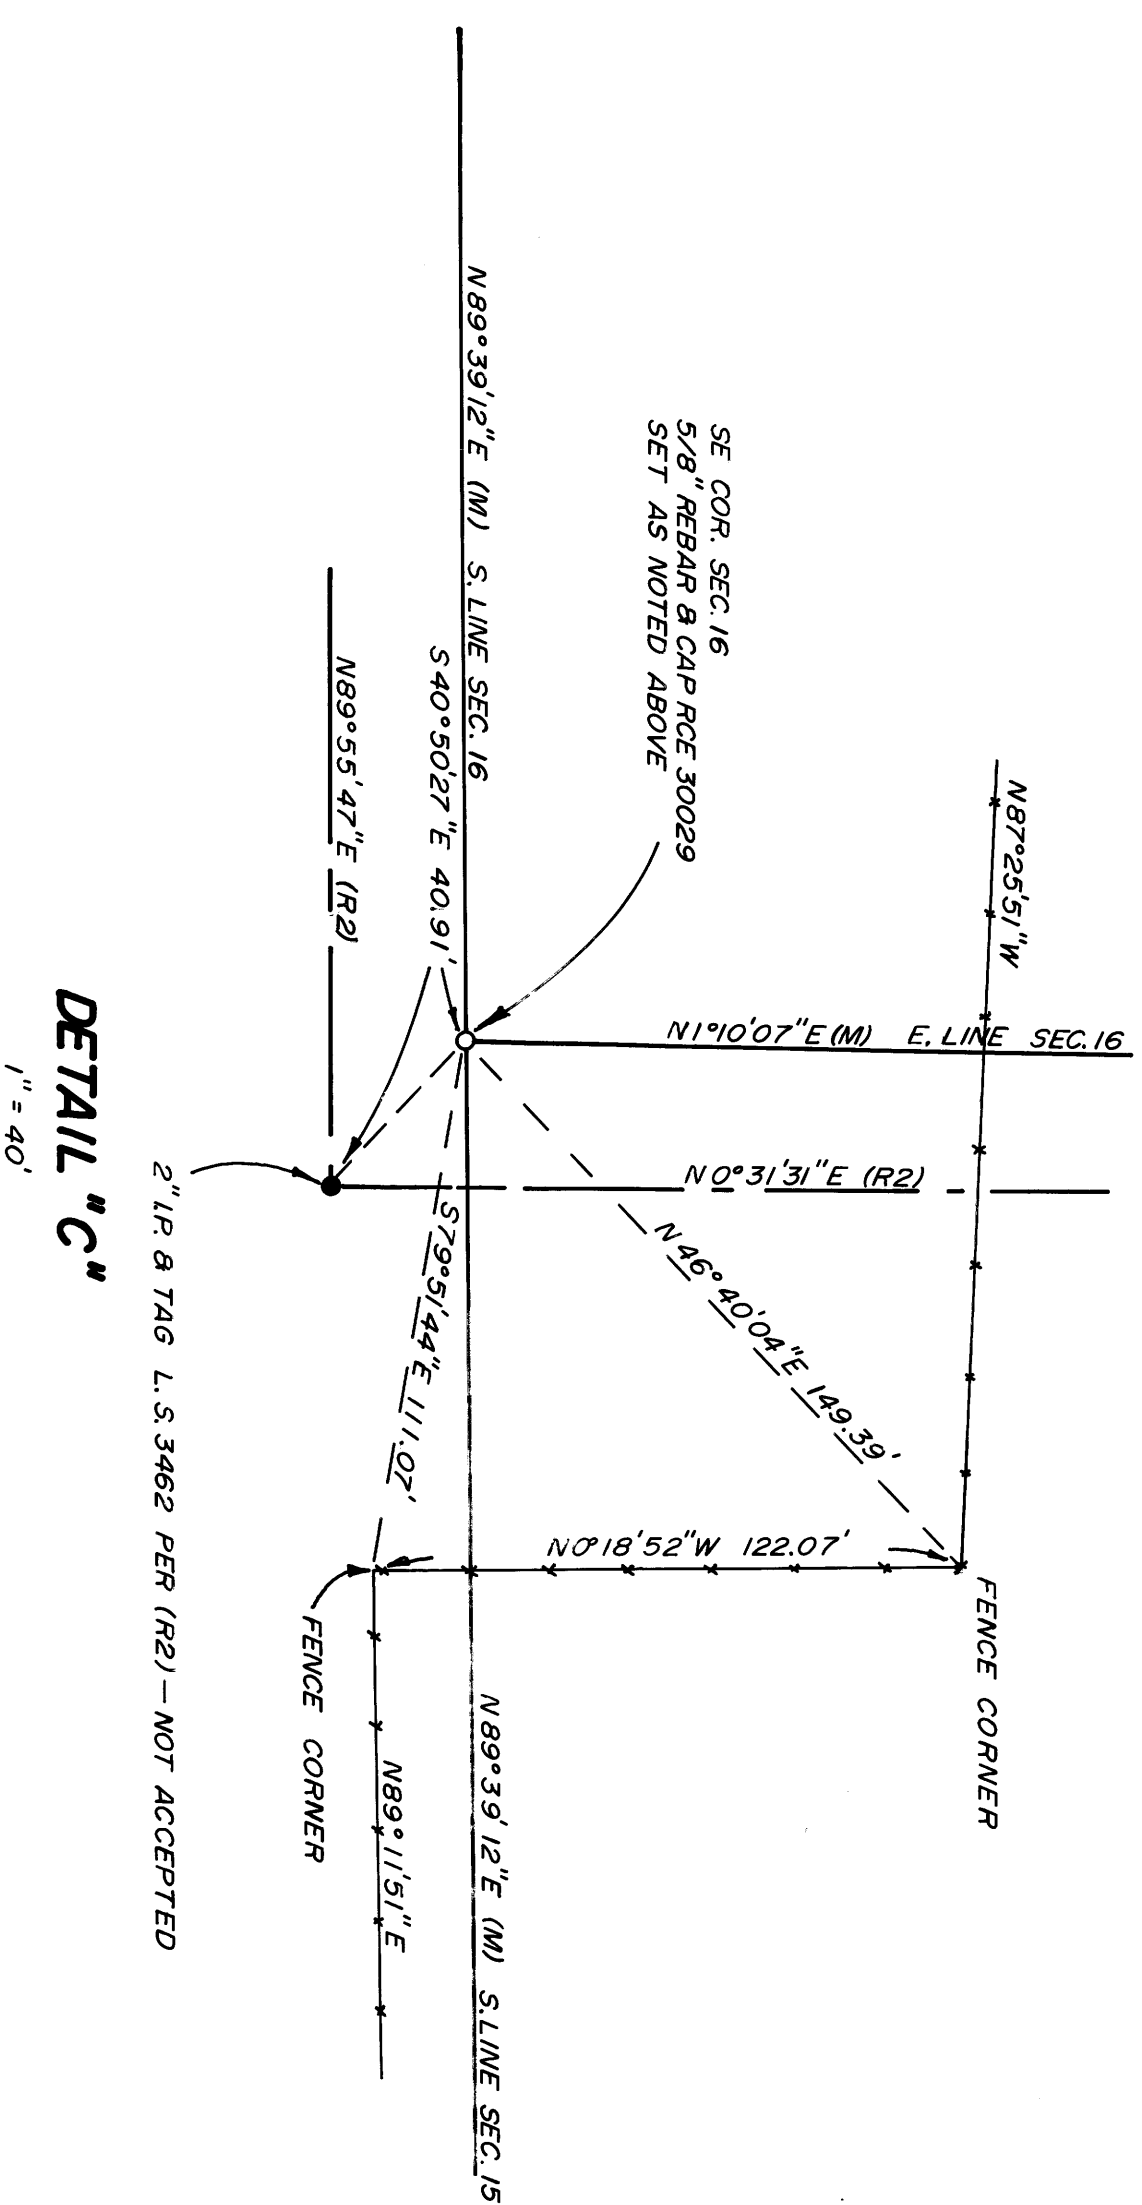 N87°25'51"W
FENCE CORNER
SE COR. SEC. 16
5/8" REBAR & CAP RCE 30029
SET AS NOTED ABOVE
N1°10'07"E (M) E. LINE SEC. 16
N0°31'31"E (R2)
N46°40'04"E 149.39'
N0°18'52"W 122.07'
N89°39'12"E (M) S. LINE SEC. 16
N89°39'12"E (M) S. LINE SEC. 15
S40°50'27"E 40.91'
S79°51'44"E 111.07'
N89°11'51"E
N89°55'47"E (R2)
FENCE CORNER
2" I.P. & TAG L.S. 3462 PER (R2) — NOT ACCEPTED
DETAIL "C"
1" = 40'